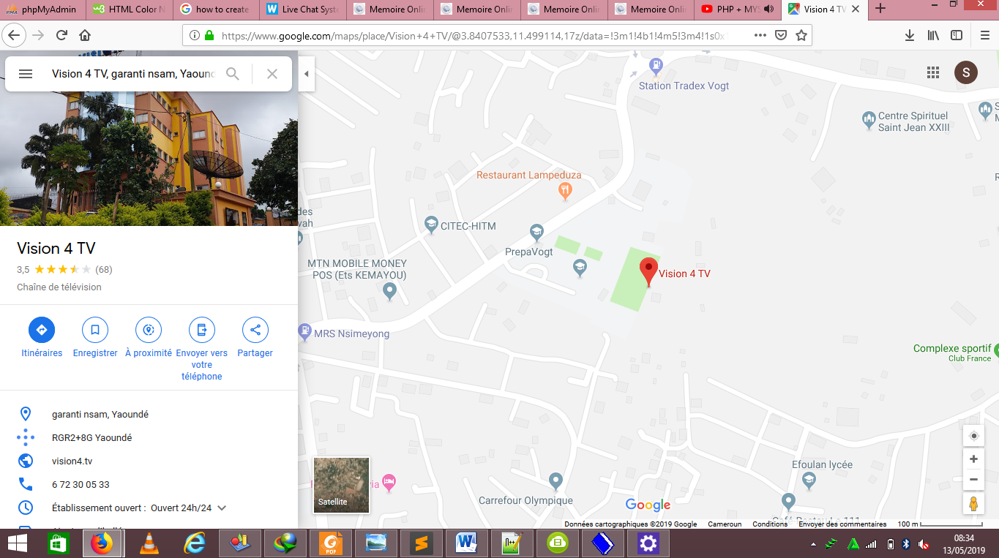 phpMyAdmin
HTML Color N
how to create
Live Chat Syste
Memoire Onli
Memoire Onli
Memoire Onli
Memoire Onli
PHP + MYS
Vision 4 TV
https://www.google.com/maps/place/Vision+4+TV/@3.8407533,11.499114,17z/data=!3m1!4b1!4m5!3m4!1s0x
Vision 4 TV, garanti nsam, Yaound
Vision 4 TV
3,5 (68)
Chaîne de télévision
Itinéraires
Enregistrer
À proximité
Envoyer vers
votre
téléphone
Partager
garanti nsam, Yaoundé
RGR2+8G Yaoundé
vision4.tv
6 72 30 05 33
Établissement ouvert : Ouvert 24h/24
S
Station Tradex Vogt
Centre Spirituel
Saint Jean XXIII
Restaurant Lampeduza
des
vah
CITEC-HITM
PrepaVogt
MTN MOBILE MONEY
POS (Ets KEMAYOU)
Vision 4 TV
MRS Nsimeyong
Complexe sportif
Club France
Efoulan lycée
Carrefour Olympique
Satellite
Google
Données cartographiques ©2019 Google
Cameroun
Conditions
Envoyer des commentaires
100 m
PDF
08:34
13/05/2019